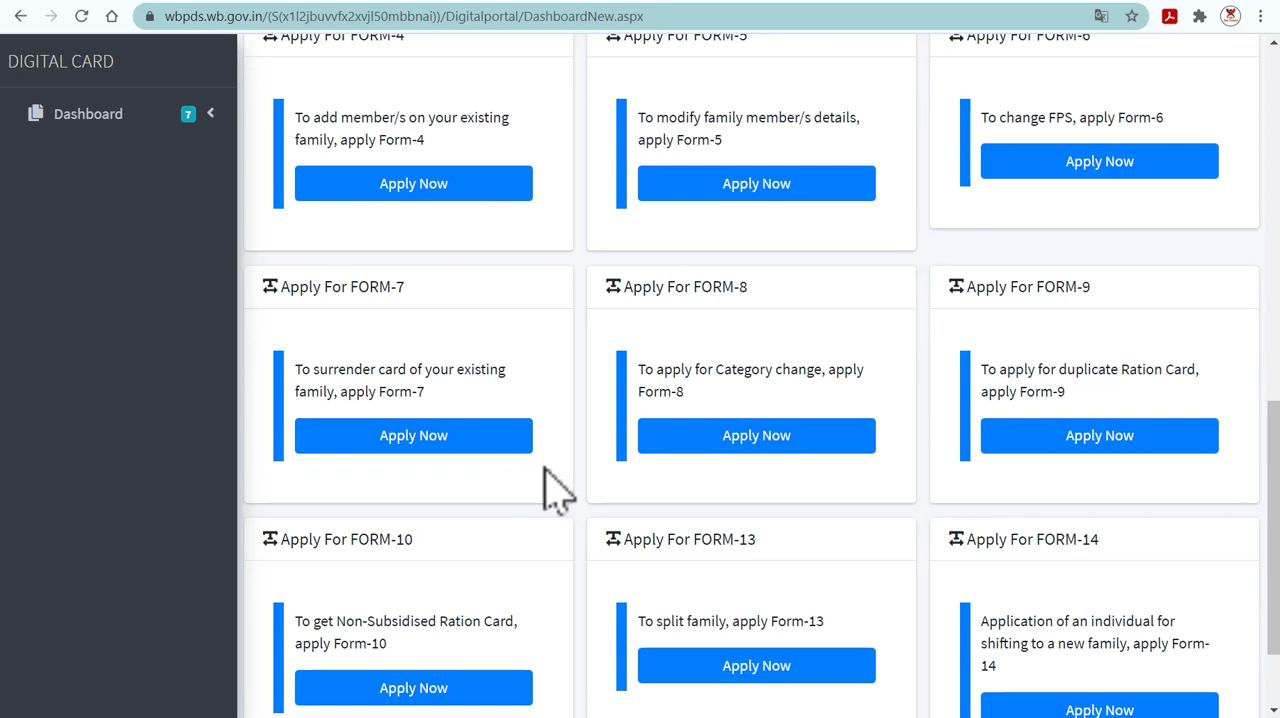 wbpds.wb.gov.in/(S(x1l2jbuvvfx2xvjl50mbbnai))/Digitalportal/DashboardNew.aspx
DIGITAL CARD
Dashboard
7
Apply For FORM-4
To add member/s on your existing
family, apply Form-4
Apply Now
Apply For FORM-5
To modify family member/s details,
apply Form-5
Apply Now
Apply For FORM-6
To change FPS, apply Form-6
Apply Now
Apply For FORM-7
To surrender card of your existing
family, apply Form-7
Apply Now
Apply For FORM-8
To apply for Category change, apply
Form-8
Apply Now
Apply For FORM-9
To apply for duplicate Ration Card,
apply Form-9
Apply Now
Apply For FORM-10
To get Non-Subsidised Ration Card,
apply Form-10
Apply Now
Apply For FORM-13
To split family, apply Form-13
Apply Now
Apply For FORM-14
Application of an individual for
shifting to a new family, apply Form-
14
Apply Now